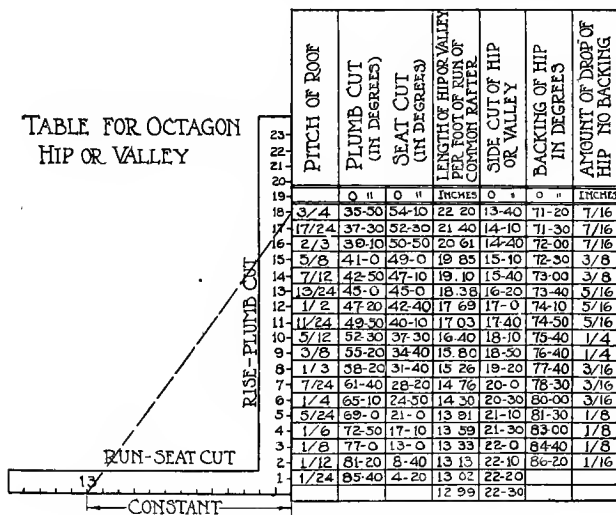 TABLE FOR OCTAGON
HIP OR VALLEY
RISE-PLUMB CUT
RUN-SEAT CUT
13
CONSTANT
23
22
21
20
19
18
17
16
15
14
13
12
11
10
9
8
7
6
5
4
3
2
1
PITCH OF ROOF
PLUMB CUT (IN DEGREES)
SEAT CUT (IN DEGREES)
LENGTH OF HIP OR VALLEY PER FOOT OF RUN OF COMMON RAFTER
SIDE CUT OF HIP OR VALLEY
BACKING OF HIP IN DEGREES
AMOUNT OF DROP OF HIP NO BACKING
O " O " INCHES O " O " INCHES
3/4 35-50 54-10 22 20 13-40 71-20 7/16
17/24 37-30 52-30 21 40 14-10 71-30 7/16
2/3 39-10 50-50 20 61 14-40 72-00 7/16
5/8 41-0 49-0 19 85 15-10 72-30 3/8
7/12 42-50 47-10 19.10 15-40 73-00 3/8
13/24 45-0 45-0 18.38 16-20 73-40 5/16
1/2 47-20 42-40 17 69 17-0 74-10 5/16
11/24 49-50 40-10 17 03 17-40 74-50 5/16
5/12 52-30 37-30 16-40 18-10 75-40 1/4
3/8 55-20 34-40 15.80 18-50 76-40 1/4
1/3 58-20 31-40 15 26 19-20 77-40 3/16
7/24 61-40 28-20 14 76 20-0 78-30 3/16
1/4 65-10 24-50 14 30 20-30 80-00 3/16
5/24 69-0 21-0 13 91 21-10 81-30 1/8
1/6 72-50 17-10 13 59 21-30 83-00 1/8
1/8 77-0 13-0 13 33 22-0 84-40 1/8
1/12 81-20 8-40 13 13 22-10 86-20 1/16
1/24 85-40 4-20 13 02 22-20
12 99 22-30